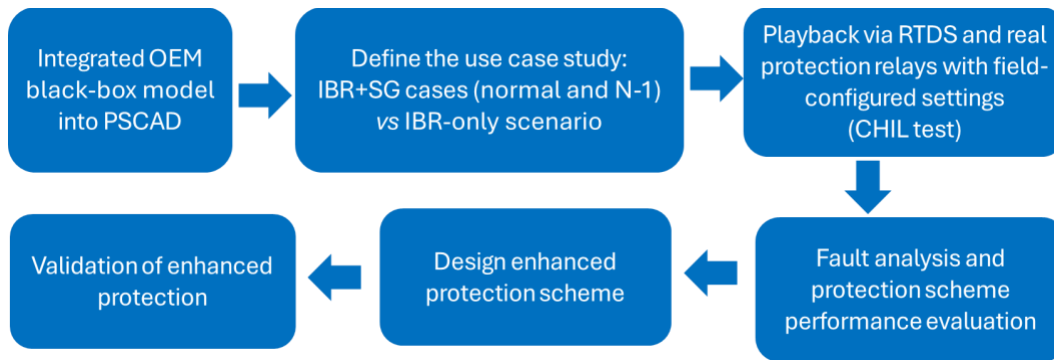 Integrated OEM
black-box model
into PSCAD
Define the use case study:
IBR+SG cases (normal and N-1)
vs IBR-only scenario
Playback via RTDS and real
protection relays with field-
configured settings
(CHIL test)
Fault analysis and
protection scheme
performance evaluation
Design enhanced
protection scheme
Validation of enhanced
protection